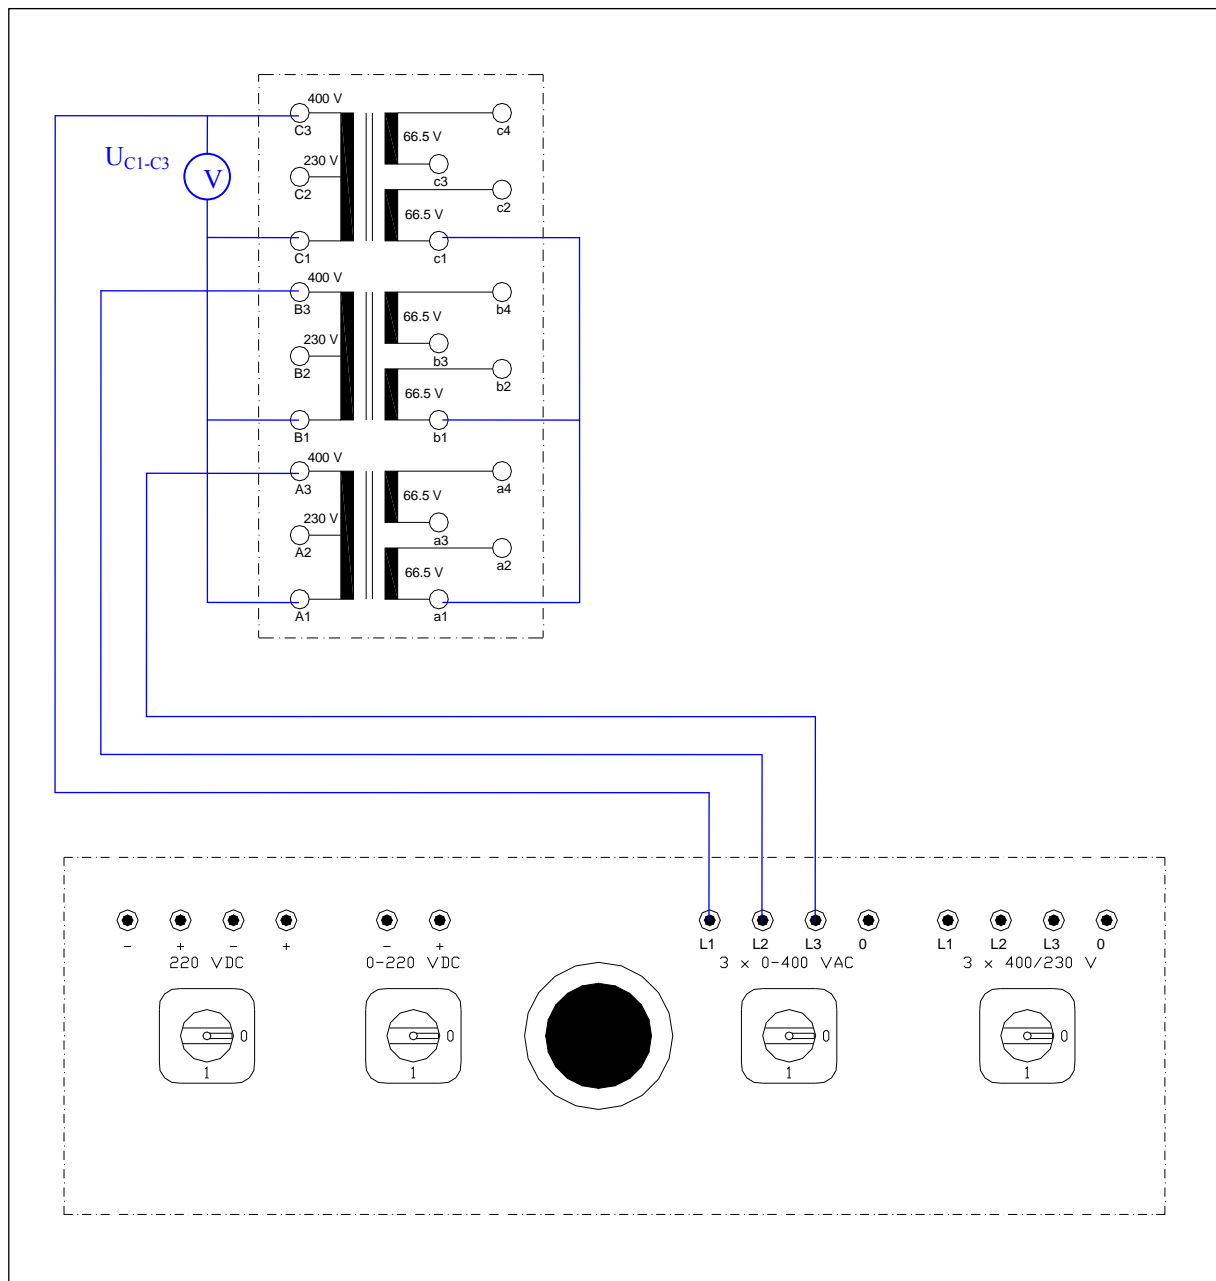 400 V
C3
c4
66.5 V
U_C1-C3
V
230 V
c3
C2
c2
66.5 V
C1
c1
400 V
B3
b4
66.5 V
230 V
b3
B2
b2
66.5 V
B1
b1
400 V
A3
a4
66.5 V
230 V
a3
A2
a2
66.5 V
A1
a1
- + - + - + L1 L2 L3 0 L1 L2 L3 0
220 VDC 0-220 VDC 3 x 0-400 VAC 3 x 400/230 V
0 0 0 0
1 1 1 1